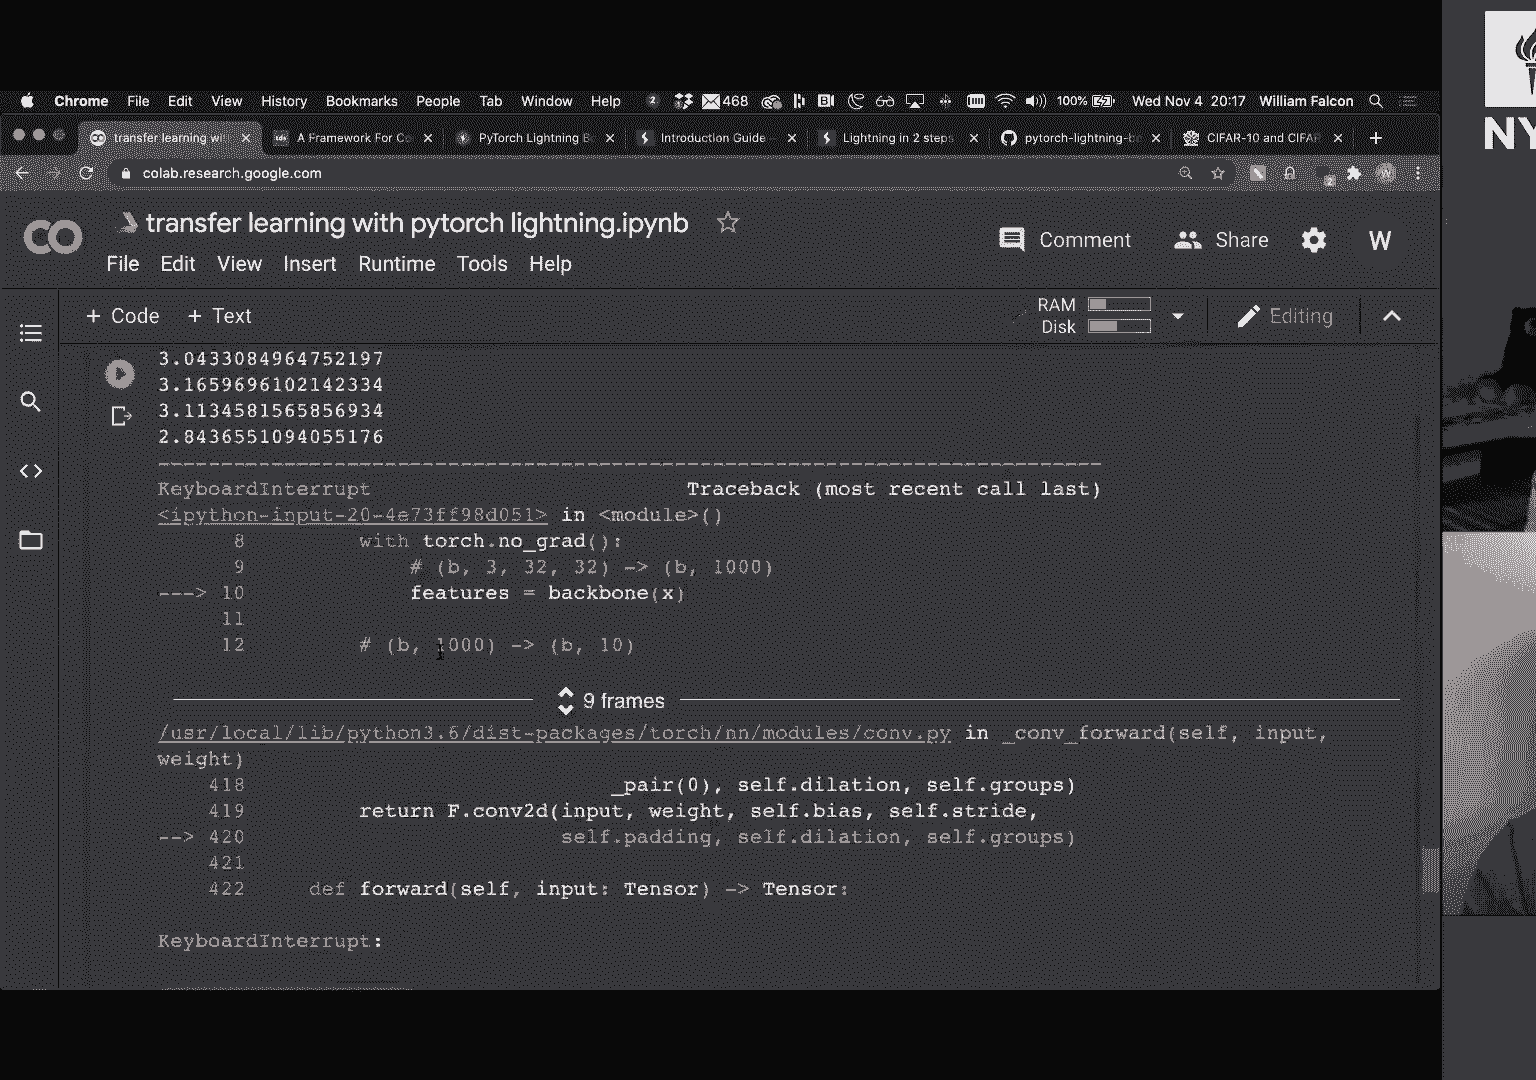 Chrome File Edit View History Bookmarks People Tab Window Help 2 468 100% Wed Nov 4 20:17 William Falcon
transfer learning wi A Framework For Co PyTorch Lightning B Introduction Guide Lightning in 2 steps pytorch-lightning-b CIFAR-10 and CIFAR
colab.research.google.com
transfer learning with pytorch lightning.ipynb
File Edit View Insert Runtime Tools Help
Comment Share W
+ Code + Text
RAM
Disk
Editing
3.0433084964752197
3.1659696102142334
3.1134581565856934
2.8436551094055176
---------------------------------------------------------------------------
KeyboardInterrupt Traceback (most recent call last)
<ipython-input-20-4e73ff98d051> in <module>()
8 with torch.no_grad():
9 # (b, 3, 32, 32) -> (b, 1000)
---> 10 features = backbone(x)
11
12 # (b, 1000) -> (b, 10)
9 frames
/usr/local/lib/python3.6/dist-packages/torch/nn/modules/conv.py in _conv_forward(self, input,
weight)
418 _pair(0), self.dilation, self.groups)
419 return F.conv2d(input, weight, self.bias, self.stride,
--> 420 self.padding, self.dilation, self.groups)
421
422 def forward(self, input: Tensor) -> Tensor:
KeyboardInterrupt:
NY